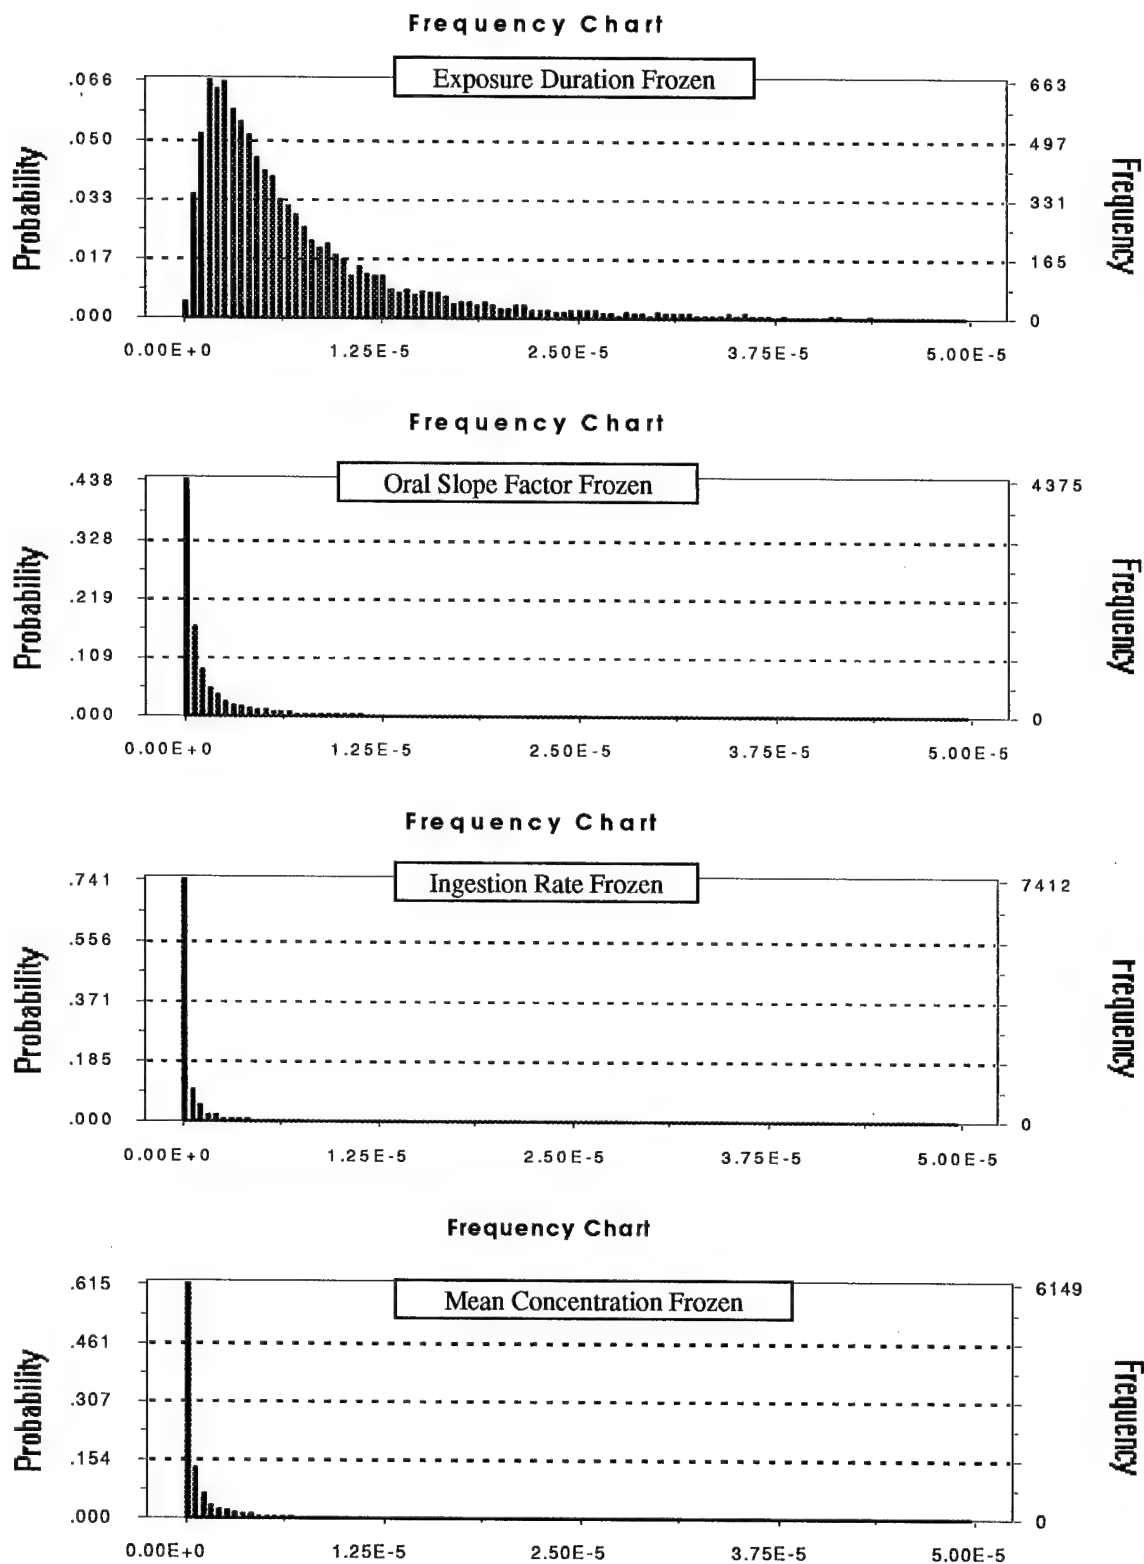 Frequency Chart
Exposure Duration Frozen
.066
.050
.033
.017
.000
Probability
663
497
331
165
0
Frequency
0.00E+0 1.25E-5 2.50E-5 3.75E-5 5.00E-5
Frequency Chart
Oral Slope Factor Frozen
.438
.328
.219
.109
.000
Probability
4375
0
Frequency
0.00E+0 1.25E-5 2.50E-5 3.75E-5 5.00E-5
Frequency Chart
Ingestion Rate Frozen
.741
.556
.371
.185
.000
Probability
7412
0
Frequency
0.00E+0 1.25E-5 2.50E-5 3.75E-5 5.00E-5
Frequency Chart
Mean Concentration Frozen
.615
.461
.307
.154
.000
Probability
6149
0
Frequency
0.00E+0 1.25E-5 2.50E-5 3.75E-5 5.00E-5